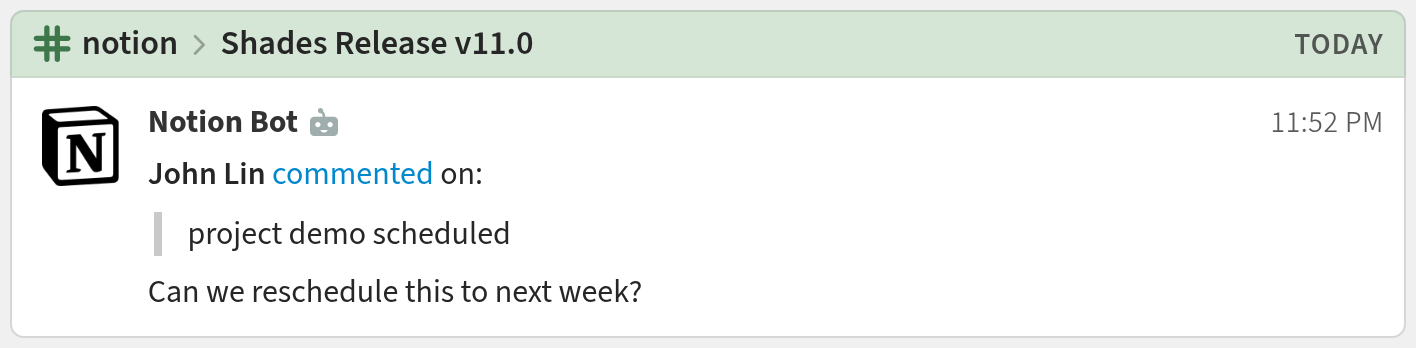 notion > Shades Release v11.0 TODAY
N
Notion Bot 11:52 PM
John Lin commented on:
project demo scheduled
Can we reschedule this to next week?